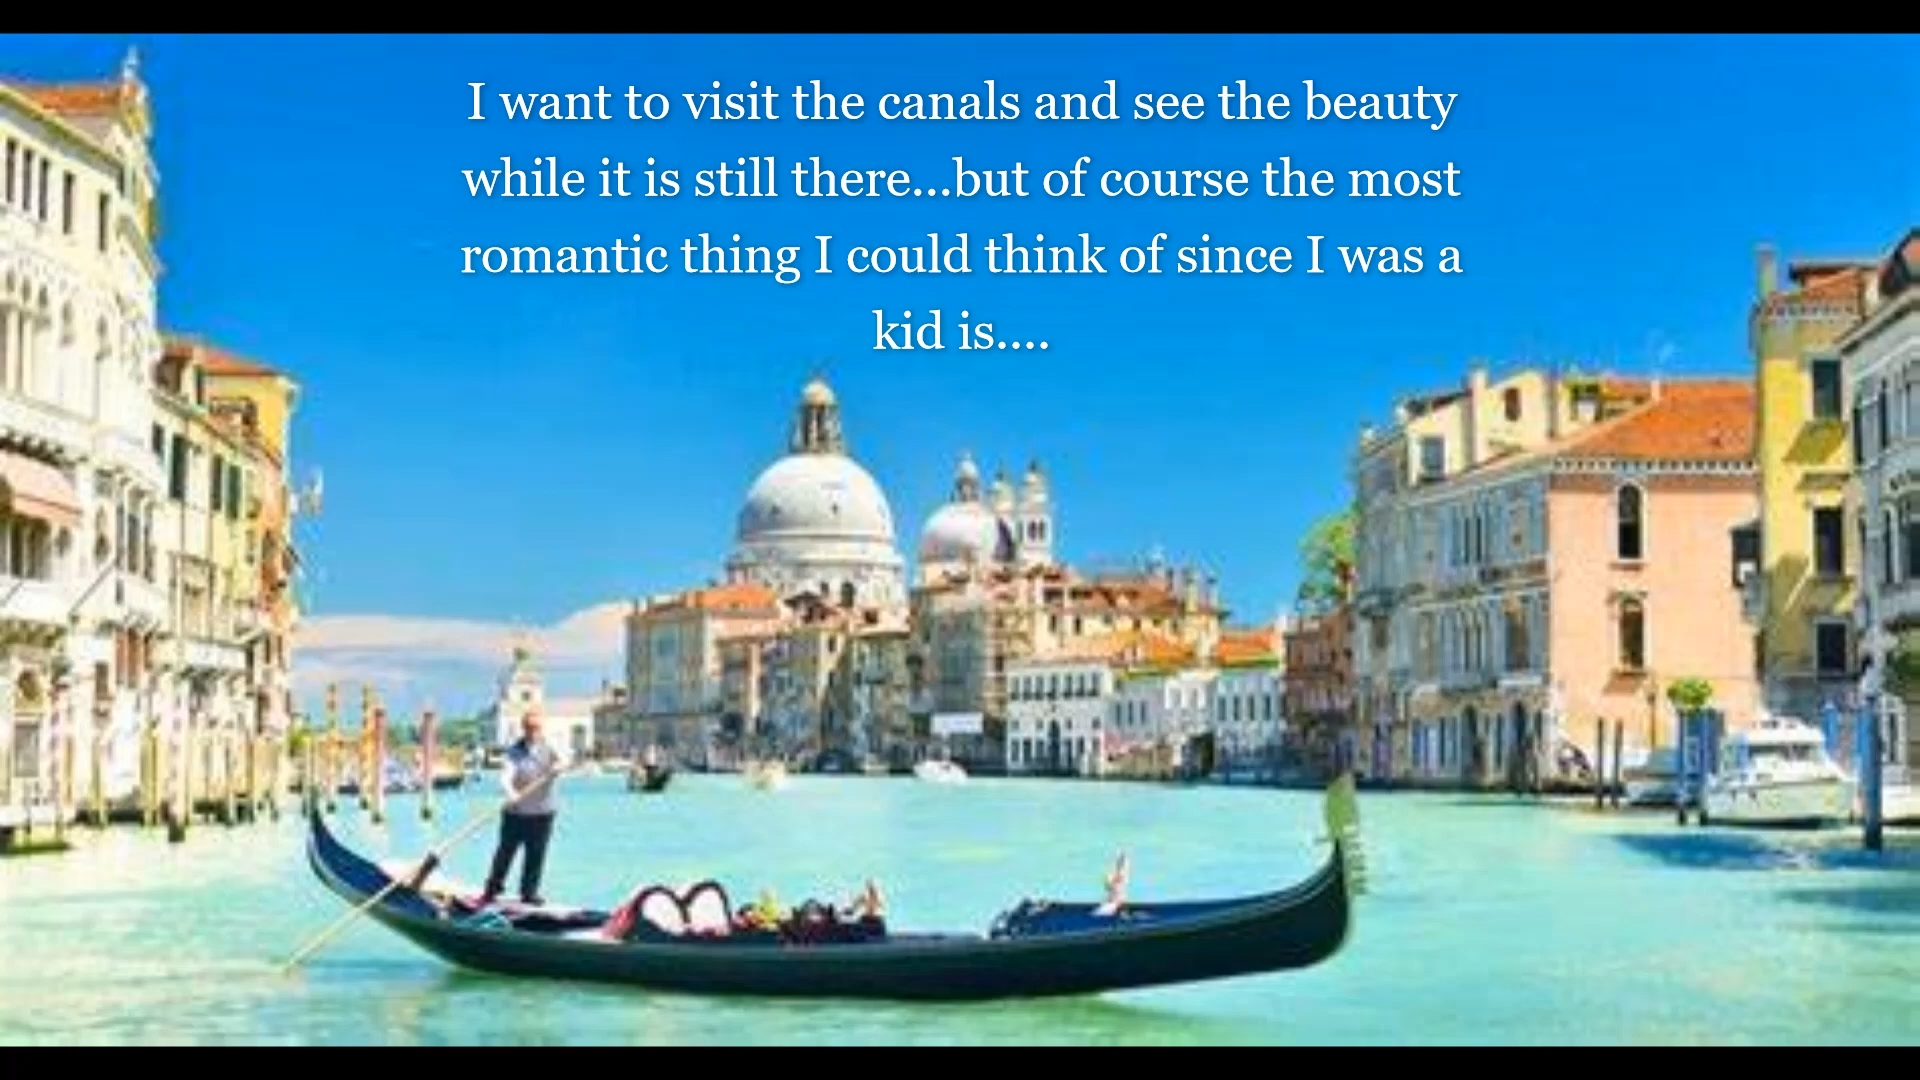 I want to visit the canals and see the beauty
while it is still there...but of course the most
romantic thing I could think of since I was a
kid is....